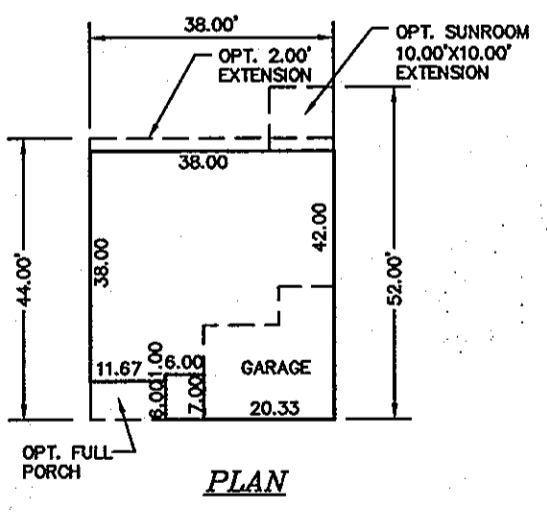 38.00'
OPT. 2.00'
EXTENSION
OPT. SUNROOM
10.00'X10.00'
EXTENSION
38.00
44.00'
38.00
42.00
52.00'
11.67
1.00
6.00
6.00
7.00
GARAGE
20.33
OPT. FULL
PORCH
PLAN